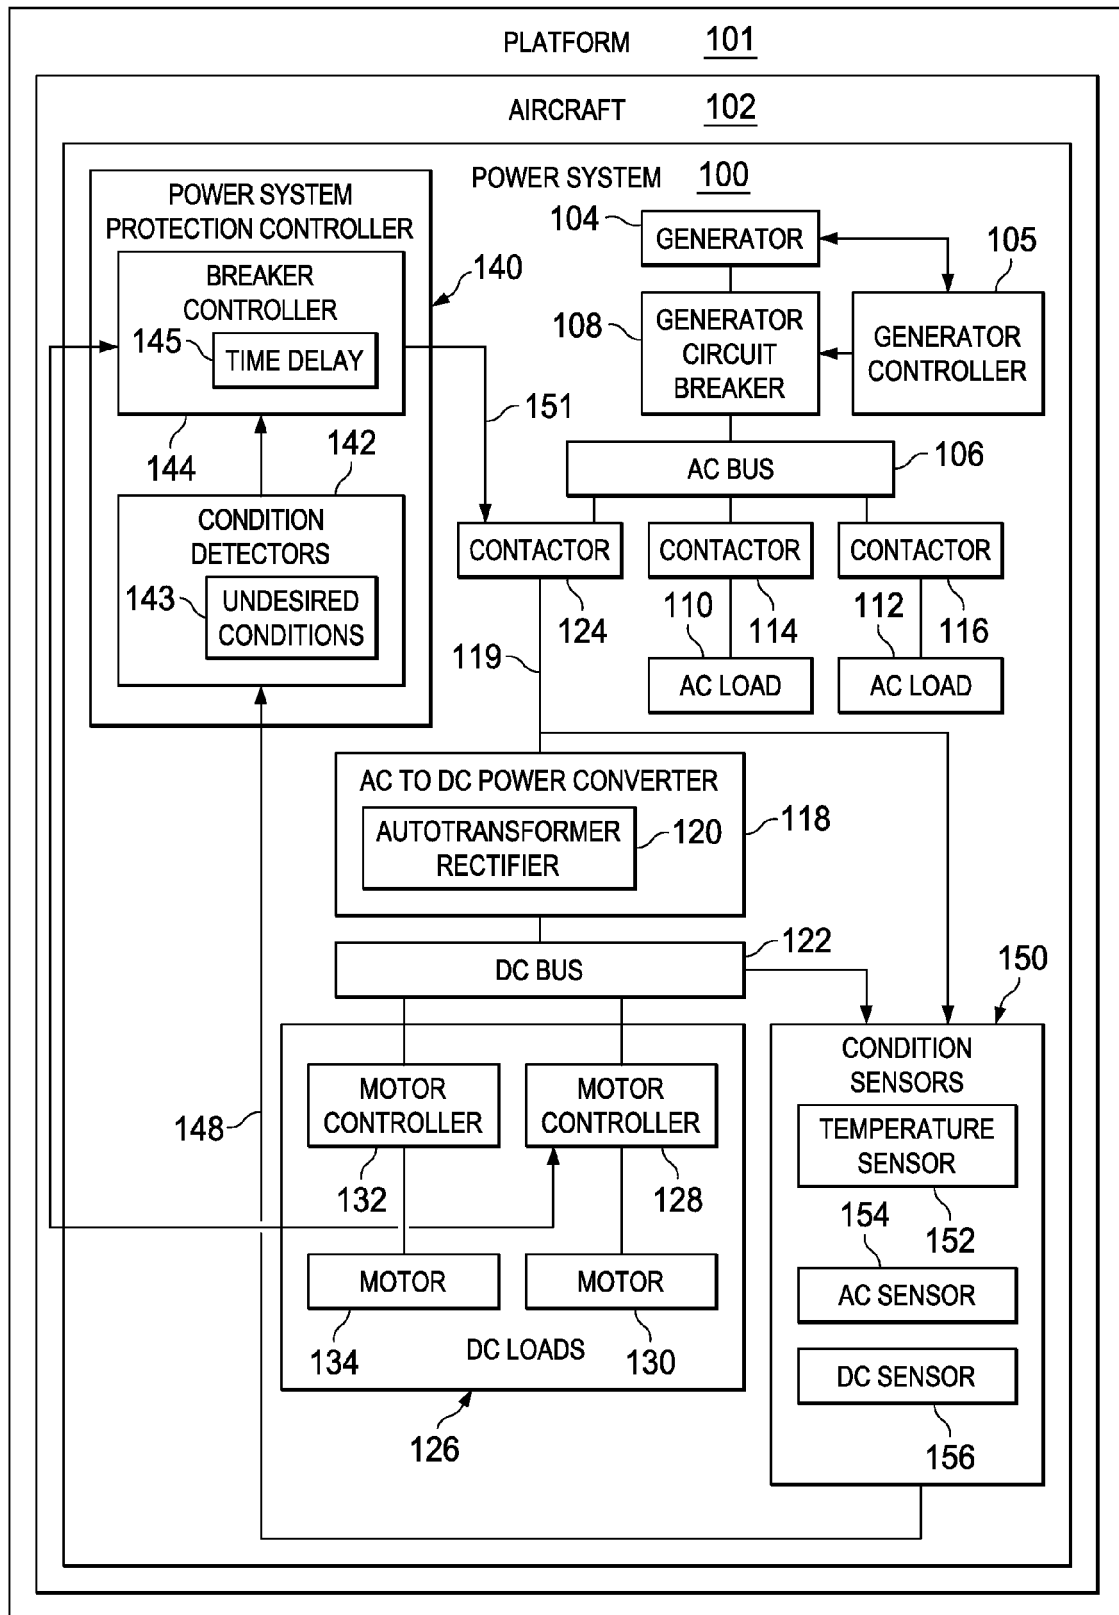 PLATFORM 101
AIRCRAFT 102
POWER SYSTEM 100
POWER SYSTEM
PROTECTION CONTROLLER
140
BREAKER
CONTROLLER
145
TIME DELAY
144
142
CONDITION
DETECTORS
143
UNDESIRED
CONDITIONS
104
GENERATOR
105
108
GENERATOR
CIRCUIT
BREAKER
GENERATOR
CONTROLLER
151
AC BUS
106
CONTACTOR
CONTACTOR
CONTACTOR
124
110
114
112
116
119
AC LOAD
AC LOAD
AC TO DC POWER CONVERTER
AUTOTRANSFORMER
RECTIFIER
120
118
DC BUS
122
150
148
MOTOR
CONTROLLER
132
MOTOR
CONTROLLER
128
MOTOR
134
MOTOR
130
DC LOADS
126
CONDITION
SENSORS
TEMPERATURE
SENSOR
154
152
AC SENSOR
DC SENSOR
156